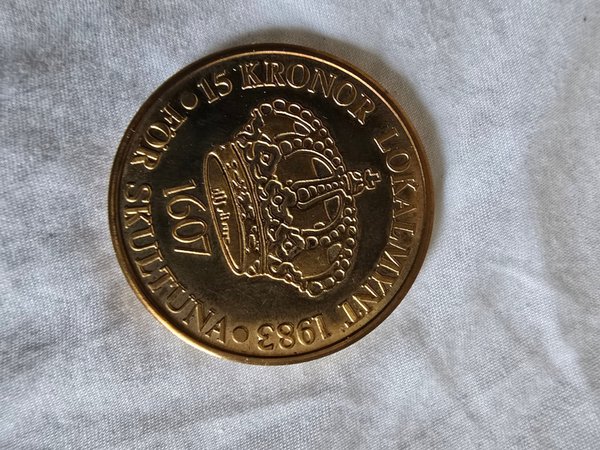 15 KRONOR LOKALMYNT 1983 • FÖR SKULTUNA •
1607